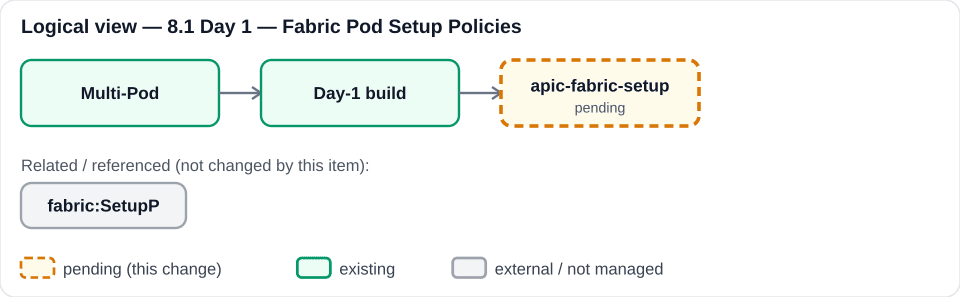 Logical view — 8.1 Day 1 — Fabric Pod Setup Policies
Multi-Pod
Day-1 build
apic-fabric-setup
pending
Related / referenced (not changed by this item):
fabric:SetupP
pending (this change)
existing
external / not managed